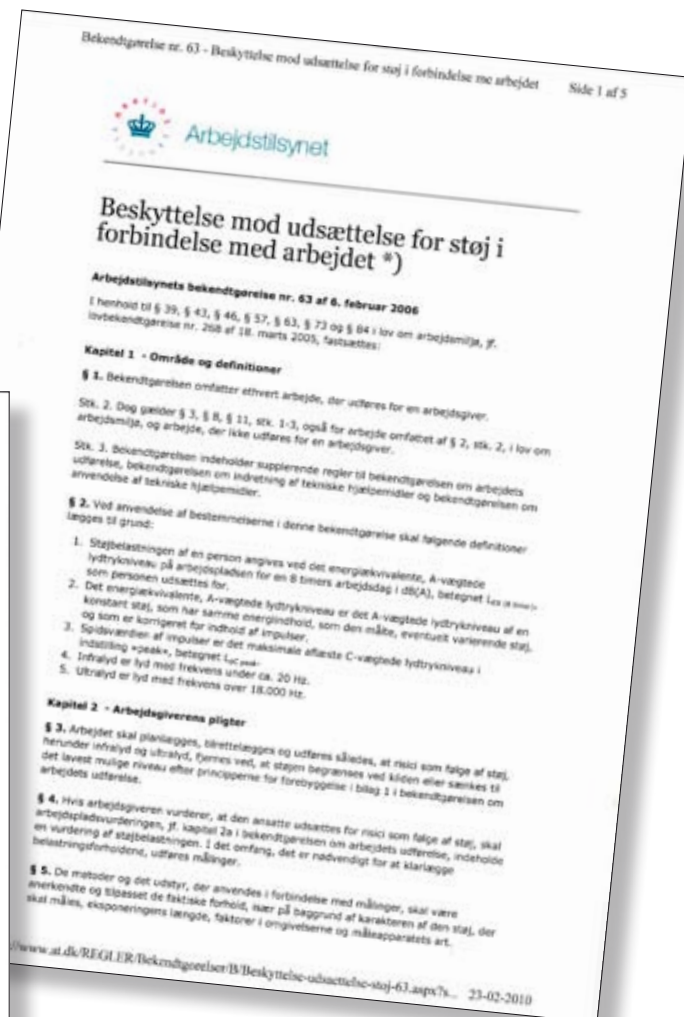 Bekendtgørelse nr. 63 - Beskyttelse mod udsættelse for støj i forbindelse me arbejdet Side 1 af 5
Arbejdstilsynet
Beskyttelse mod udsættelse for støj i
forbindelse med arbejdet *)
Arbejdstilsynets bekendtgørelse nr. 63 af 6. februar 2006
I henhold til § 39, § 43, § 46, § 57, § 63, § 73 og § 84 i lov om arbejdsmiljø, jf.
lovbekendtgørelse nr. 268 af 18. marts 2005, fastsættes:
Kapitel 1 - Område og definitioner
§ 1. Bekendtgørelsen omfatter ethvert arbejde, der udføres for en arbejdsgiver.
Stk. 2. Dog gælder § 3, § 8, § 11, stk. 1-3, også for arbejde omfattet af § 2, stk. 2, i lov om
arbejdsmiljø, og arbejde, der ikke udføres for en arbejdsgiver.
Stk. 3. Bekendtgørelsen indeholder supplerende regler til bekendtgørelsen om arbejdets
udførelse, bekendtgørelsen om indretning af tekniske hjælpemidler og bekendtgørelsen om
anvendelse af tekniske hjælpemidler.
§ 2. Ved anvendelse af bestemmelserne i denne bekendtgørelse skal følgende definitioner
lægges til grund:
1. Støjbelastningen af en person angives ved det energiækvivalente, A-vægtede
lydtrykniveau på arbejdspladsen for en 8 timers arbejdsdag i dB(A), betegnet L
som personen udsættes for.
2. Det energiækvivalente, A-vægtede lydtrykniveau er det A-vægtede lydtrykniveau af en
konstant støj, som har samme energiindhold, som den målte, eventuelt varierende støj,
og som er korrigeret for indhold af impulser.
3. Spidsværdien af impulser er det maksimale aflæste C-vægtede lydtrykniveau i
indstilling »peak«, betegnet L
4. Infralyd er lyd med frekvens under ca. 20 Hz.
5. Ultralyd er lyd med frekvens over 18.000 Hz.
Kapitel 2 - Arbejdsgiverens pligter
§ 3. Arbejdet skal planlægges, tilrettelægges og udføres således, at risici som følge af støj,
herunder infralyd og ultralyd, fjernes ved, at støjen begrænses ved kilden eller sænkes til
det lavest mulige niveau efter principperne for forebyggelse i bilag 1 i bekendtgørelsen om
arbejdets udførelse.
§ 4. Hvis arbejdsgiveren vurderer, at den ansatte udsættes for risici som følge af støj, skal
arbejdspladsvurderingen, jf. kapitel 2a i bekendtgørelsen om arbejdets udførelse, indeholde
en vurdering af støjbelastningen. I det omfang, det er nødvendigt for at klarlægge
belastningsforholdene, udføres målinger.
§ 5. De metoder og det udstyr, der anvendes i forbindelse med målinger, skal være
anerkendte og tilpasset de faktiske forhold, især på baggrund af karakteren af den støj, der
skal måles, eksponeringens længde, faktorer i omgivelserne og måleapparatets art.
//www.at.dk/REGLER/Bekendtgoerelser/B/Beskyttelse-udsaettelse-stoj-63.aspx?s... 23-02-2010